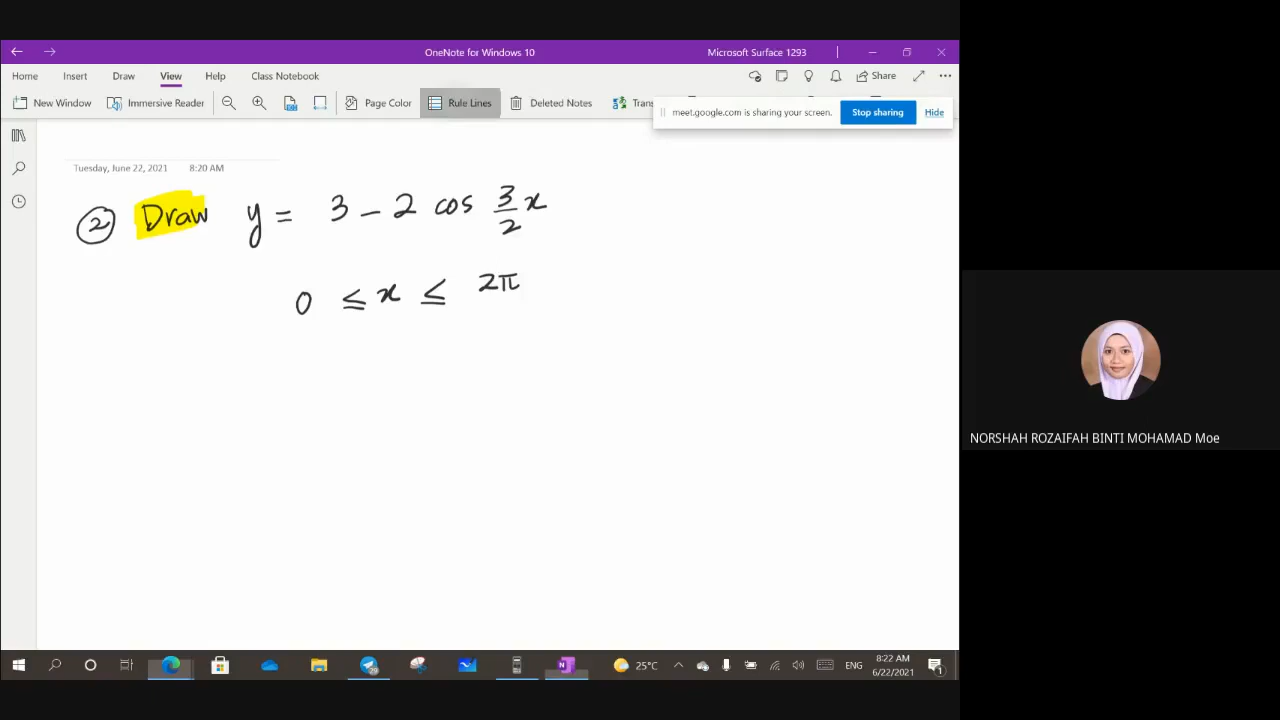 OneNote for Windows 10
Microsoft Surface 1293
Home Insert Draw View Help Class Notebook
Share
New Window Immersive Reader Page Color Rule Lines Deleted Notes
meet.google.com is sharing your screen. Stop sharing Hide
Tuesday, June 22, 2021 8:20 AM
② Draw y = 3 - 2 cos 3/2 x
0 ≤ x ≤ 2π
NORSHAH ROZAIFAH BINTI MOHAMAD Moe
25°C ENG 8:22 AM
6/22/2021